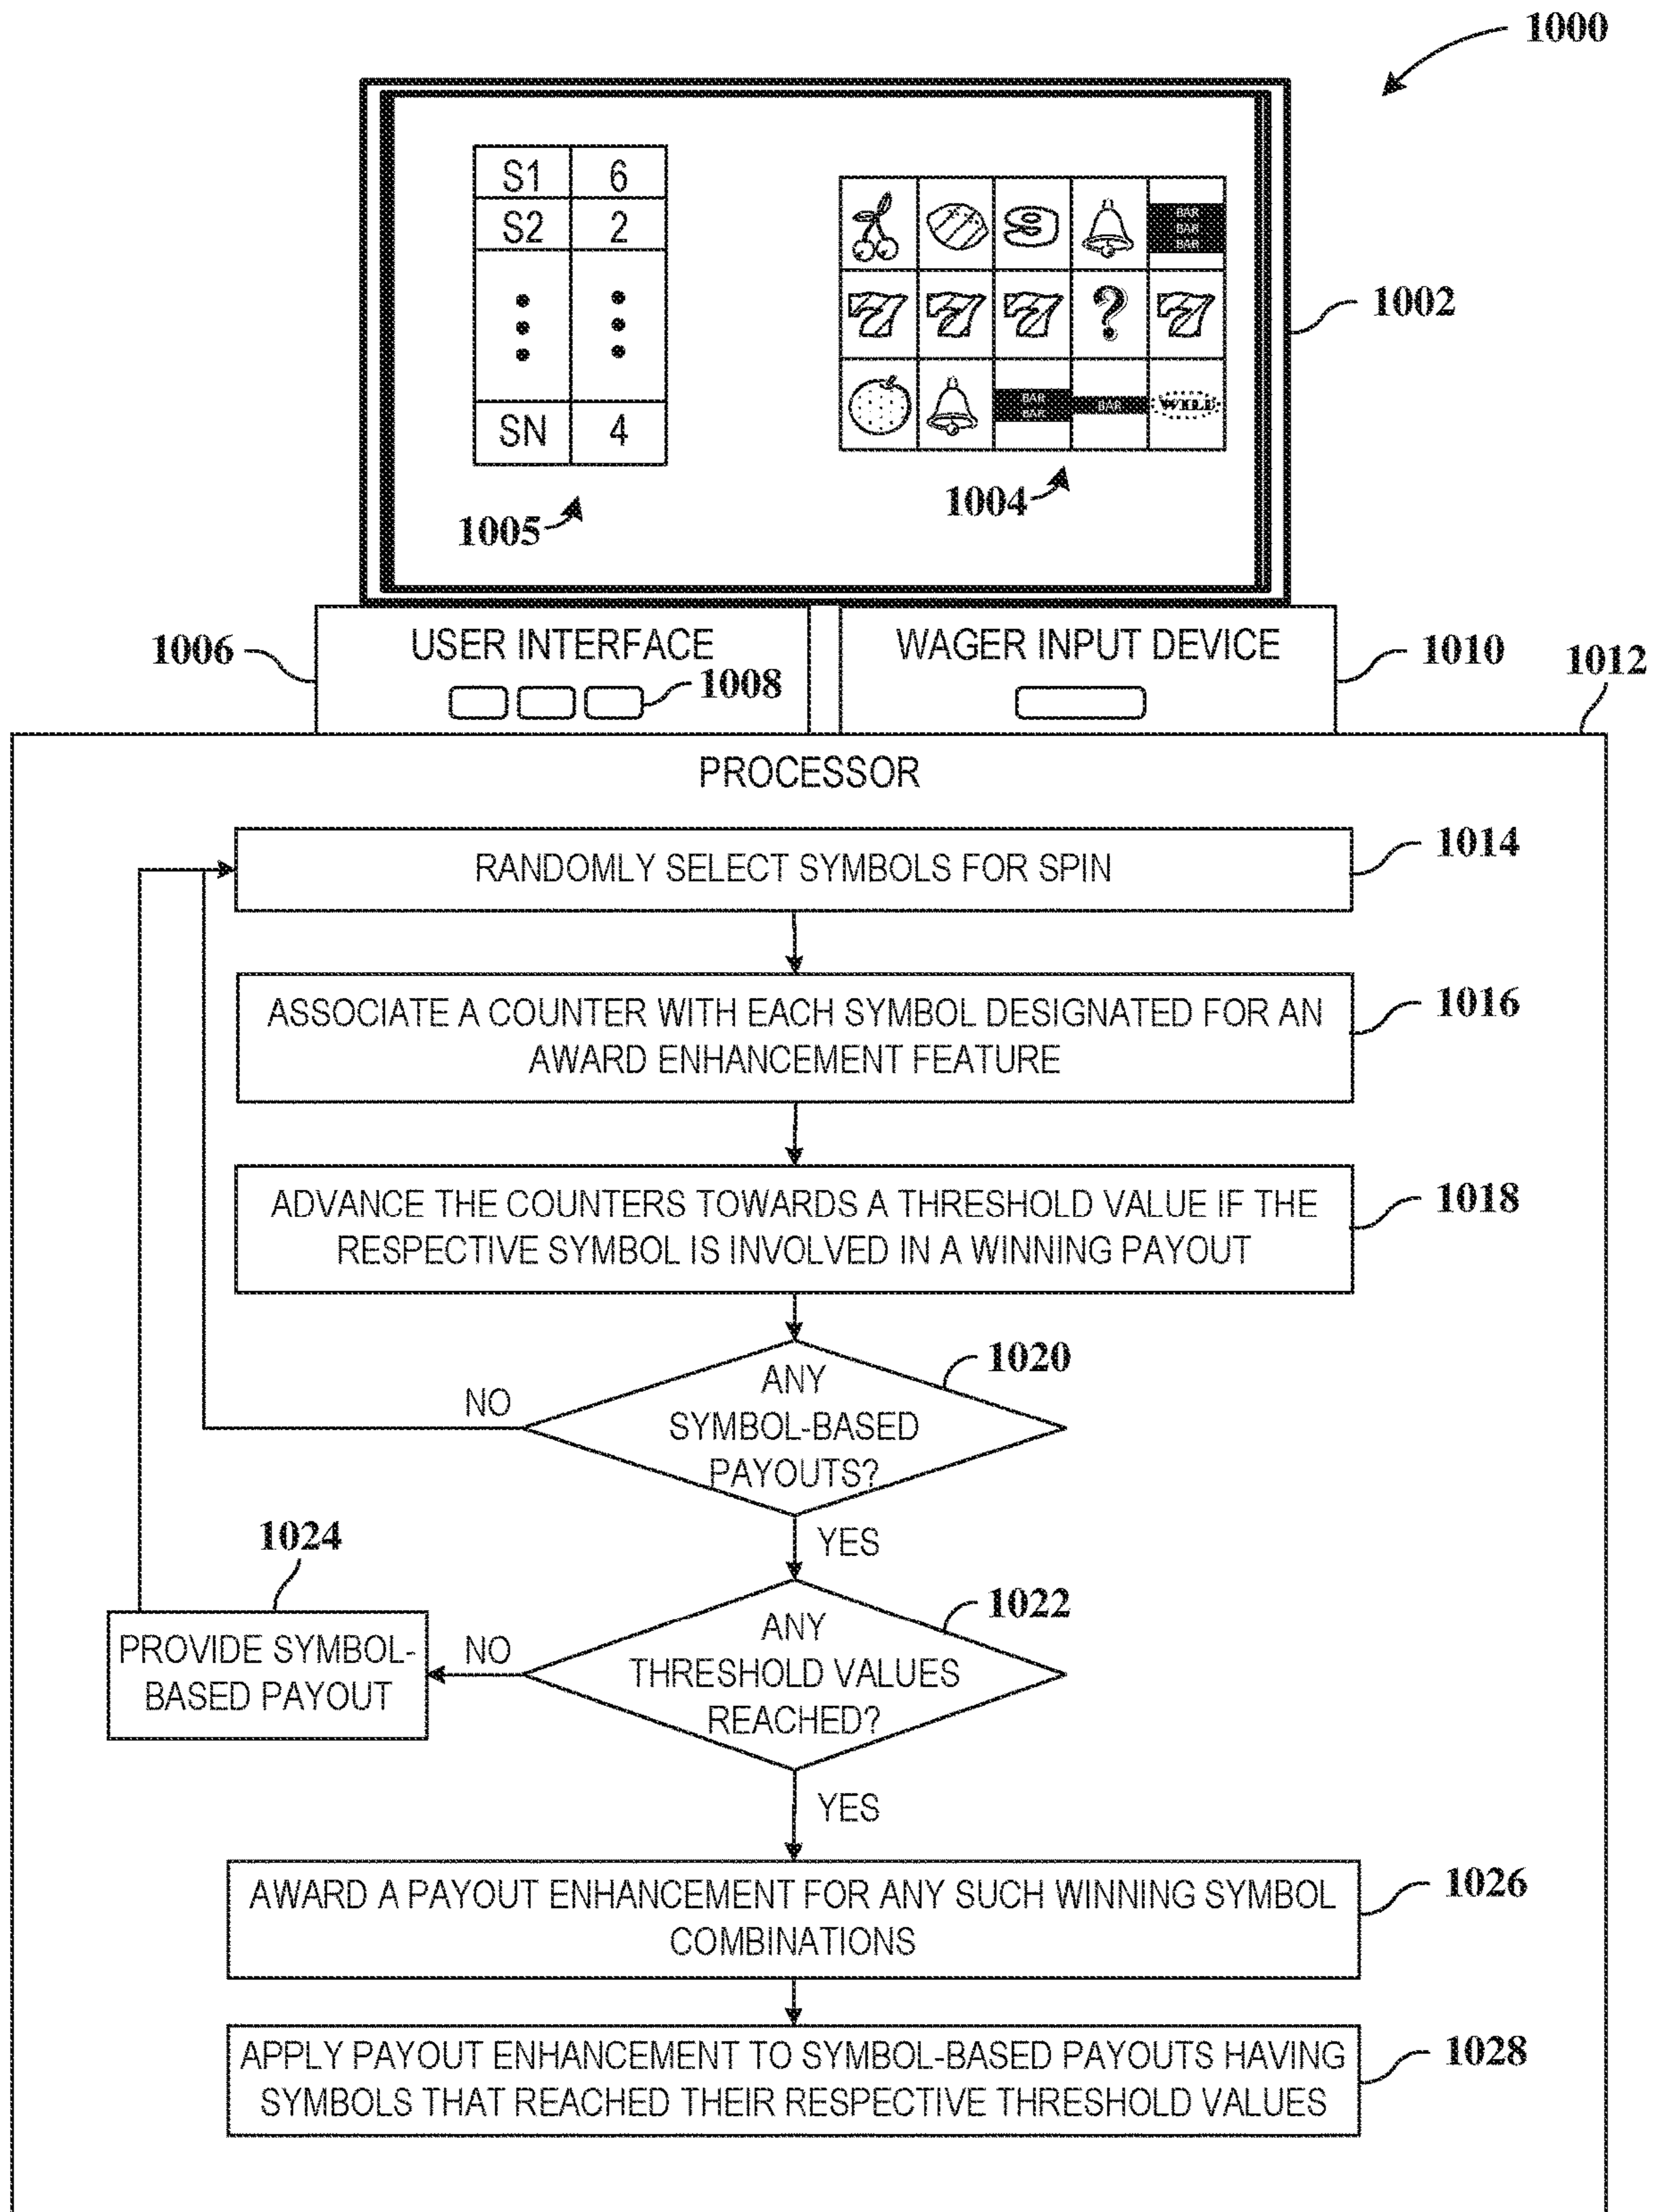 1000
S1 6
S2 2
SN 4
BAR
BAR
BAR
7 7 7 ? 7
BAR
BAR
BAR
WILD
1002
1004
1005
1006
USER INTERFACE
1008
WAGER INPUT DEVICE
1010
1012
PROCESSOR
RANDOMLY SELECT SYMBOLS FOR SPIN
1014
ASSOCIATE A COUNTER WITH EACH SYMBOL DESIGNATED FOR AN
AWARD ENHANCEMENT FEATURE
1016
ADVANCE THE COUNTERS TOWARDS A THRESHOLD VALUE IF THE
RESPECTIVE SYMBOL IS INVOLVED IN A WINNING PAYOUT
1018
ANY
SYMBOL-BASED
PAYOUTS?
1020
NO
YES
ANY
THRESHOLD VALUES
REACHED?
1022
NO
1024
PROVIDE SYMBOL-
BASED PAYOUT
YES
AWARD A PAYOUT ENHANCEMENT FOR ANY SUCH WINNING SYMBOL
COMBINATIONS
1026
APPLY PAYOUT ENHANCEMENT TO SYMBOL-BASED PAYOUTS HAVING
SYMBOLS THAT REACHED THEIR RESPECTIVE THRESHOLD VALUES
1028